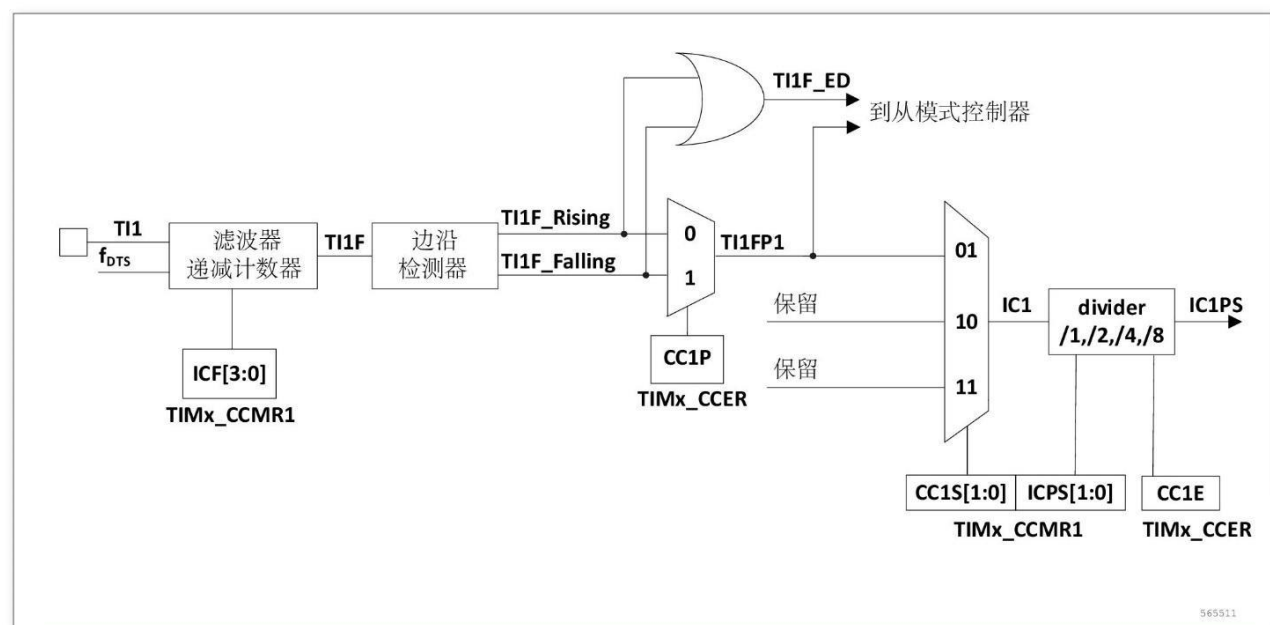 TI1F_ED
到从模式控制器
TI1
f_DTS
滤波器
递减计数器
TI1F
边沿
检测器
TI1F_Rising
TI1F_Falling
0
1
TI1FP1
01
保留
10
IC1
divider
/1,/2,/4,/8
IC1PS
保留
11
ICF[3:0]
TIMx_CCMR1
CC1P
TIMx_CCER
CC1S[1:0]
ICPS[1:0]
CC1E
TIMx_CCMR1
TIMx_CCER
565511